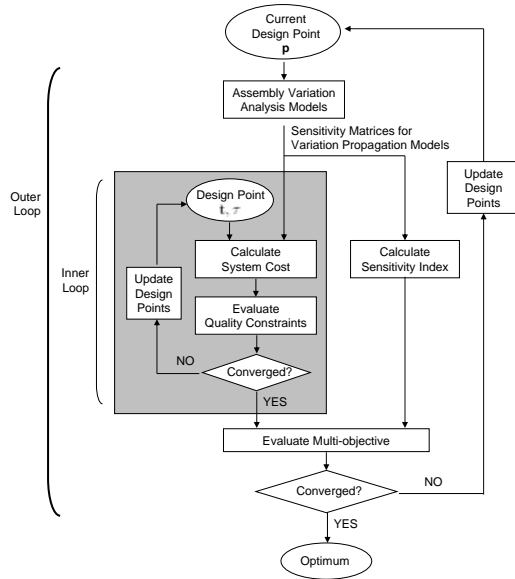 Current
Design Point
p
Assembly Variation
Analysis Models
Sensitivity Matrices for
Variation Propagation Models
Outer
Loop
Update
Design
Points
Design Point
t, τ
Inner
Loop
Calculate
System Cost
Calculate
Sensitivity Index
Update
Design
Points
Evaluate
Quality Constraints
NO
Converged?
YES
Evaluate Multi-objective
Converged?
NO
YES
Optimum